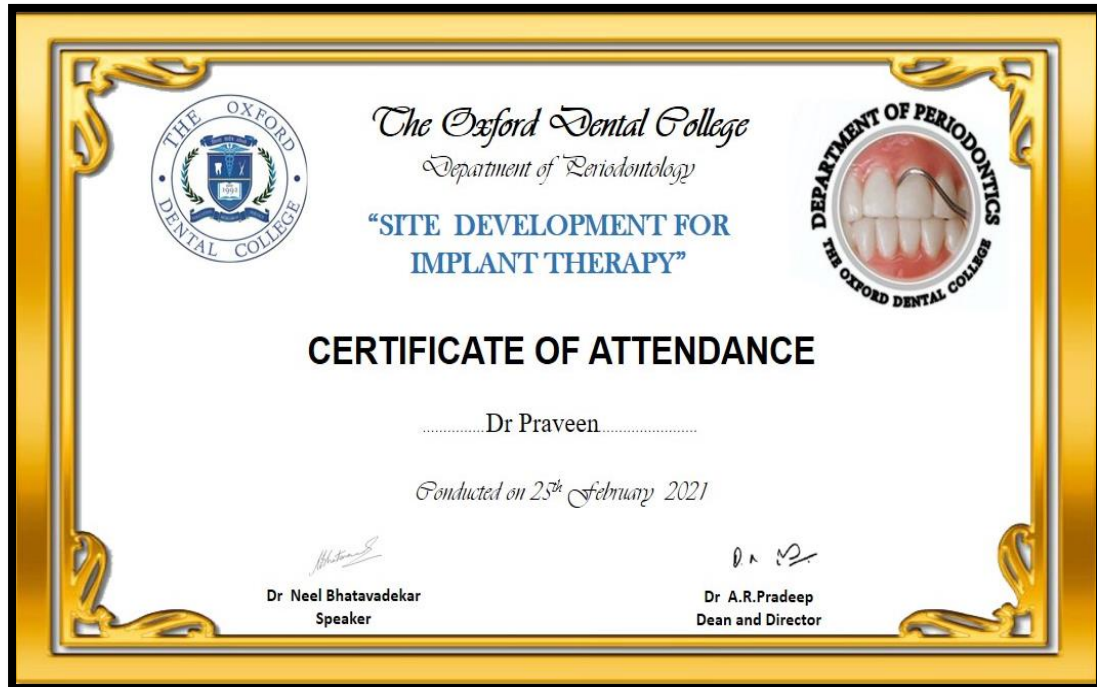 THE OXFORD DENTAL COLLEGE
1992
The Oxford Dental College
Department of Periodontology
“SITE DEVELOPMENT FOR
IMPLANT THERAPY”
DEPARTMENT OF PERIODONTICS
THE OXFORD DENTAL COLLEGE
CERTIFICATE OF ATTENDANCE
...............Dr Praveen.......................
Conducted on 25th February 2021
Dr Neel Bhatavadekar
Speaker
Dr A.R.Pradeep
Dean and Director